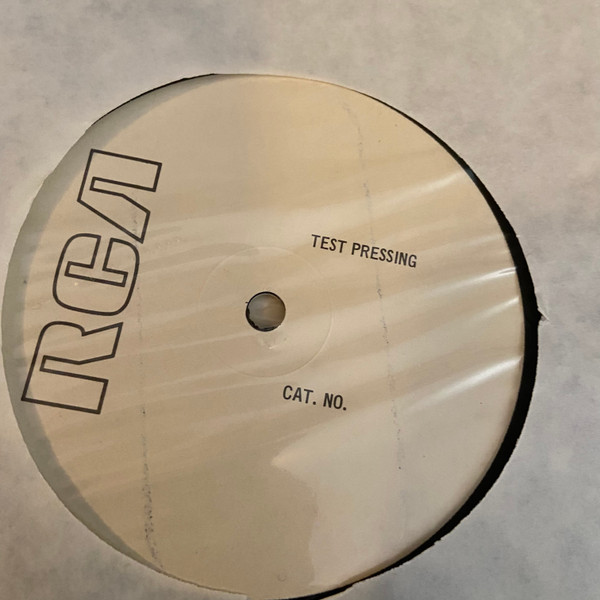 RCA
TEST PRESSING
CAT. NO.